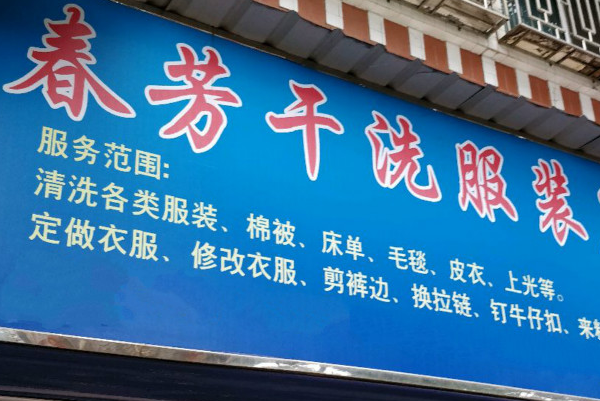 春芳干洗服装
服务范围:
清洗各类服装、棉被、床单、毛毯、皮衣、上光等。
定做衣服、修改衣服、剪裤边、换拉链、钉牛仔扣、来